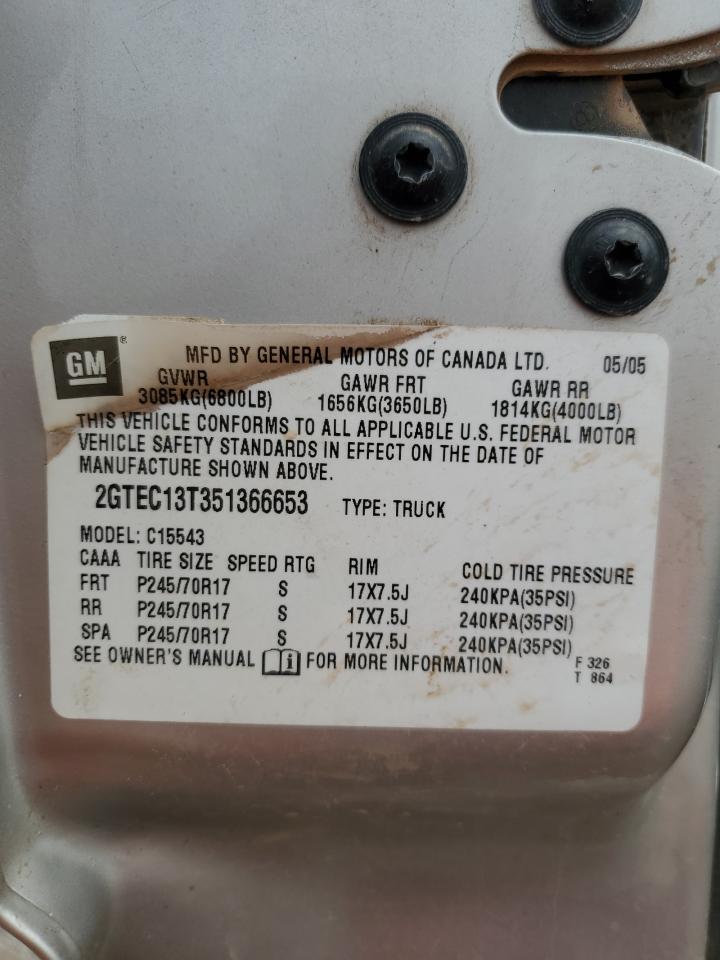 GM®
MFD BY GENERAL MOTORS OF CANADA LTD. 05/05
GVWR GAWR FRT GAWR RR
3085KG(6800LB) 1656KG(3650LB) 1814KG(4000LB)
THIS VEHICLE CONFORMS TO ALL APPLICABLE U.S. FEDERAL MOTOR
VEHICLE SAFETY STANDARDS IN EFFECT ON THE DATE OF
MANUFACTURE SHOWN ABOVE.
2GTEC13T351366653 TYPE: TRUCK
MODEL: C15543
CAAA TIRE SIZE SPEED RTG RIM COLD TIRE PRESSURE
FRT P245/70R17 S 17X7.5J 240KPA(35PSI)
RR P245/70R17 S 17X7.5J 240KPA(35PSI)
SPA P245/70R17 S 17X7.5J 240KPA(35PSI)
SEE OWNER'S MANUAL i FOR MORE INFORMATION. F 326
T 864